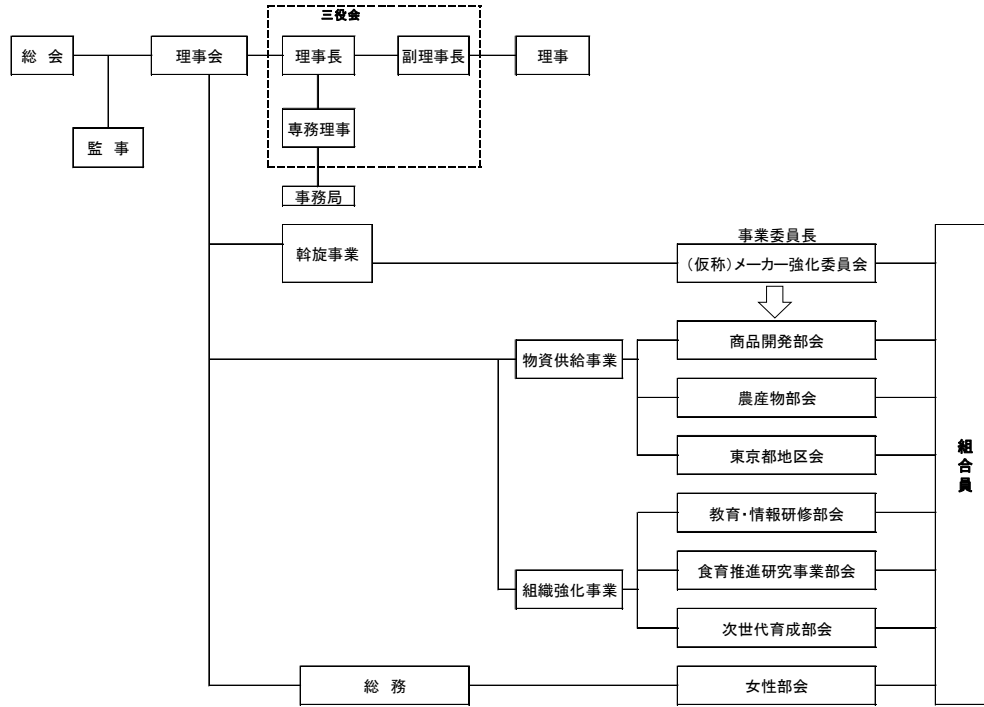 三役会
総 会
理事会
理事長
副理事長
理事
監 事
専務理事
事務局
斡旋事業
事業委員長
(仮称)メーカー強化委員会
商品開発部会
物資供給事業
農産物部会
東京都地区会
組合員
教育・情報研修部会
組織強化事業
食育推進研究事業部会
次世代育成部会
総 務
女性部会